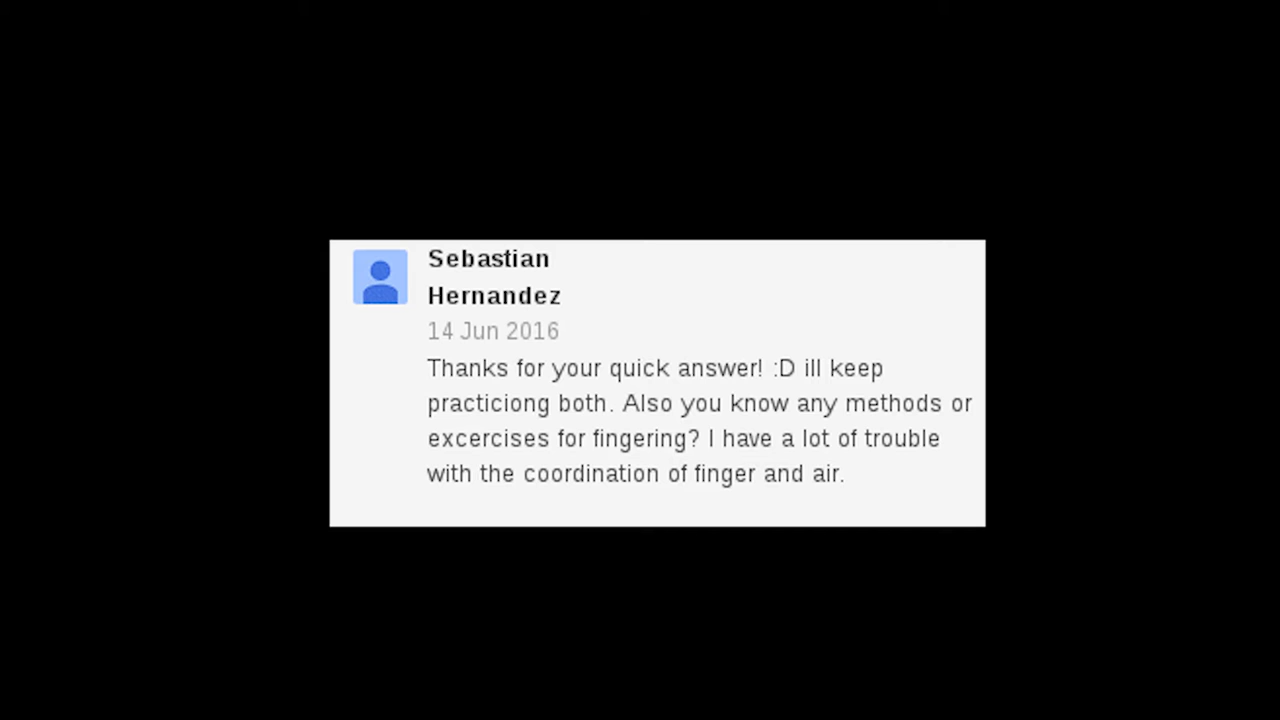 Sebastian
Hernandez
14 Jun 2016
Thanks for your quick answer! :D ill keep
practiciong both. Also you know any methods or
excercises for fingering? I have a lot of trouble
with the coordination of finger and air.